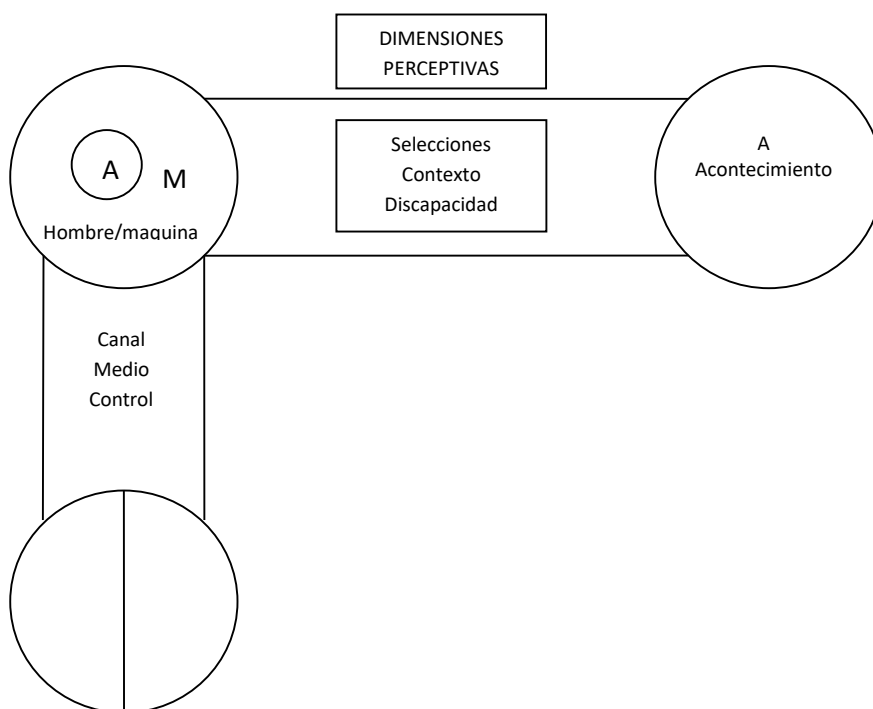 DIMENSIONES
PERCEPTIVAS
A
M
Hombre/maquina
Selecciones
Contexto
Discapacidad
A
Acontecimiento
Canal
Medio
Control